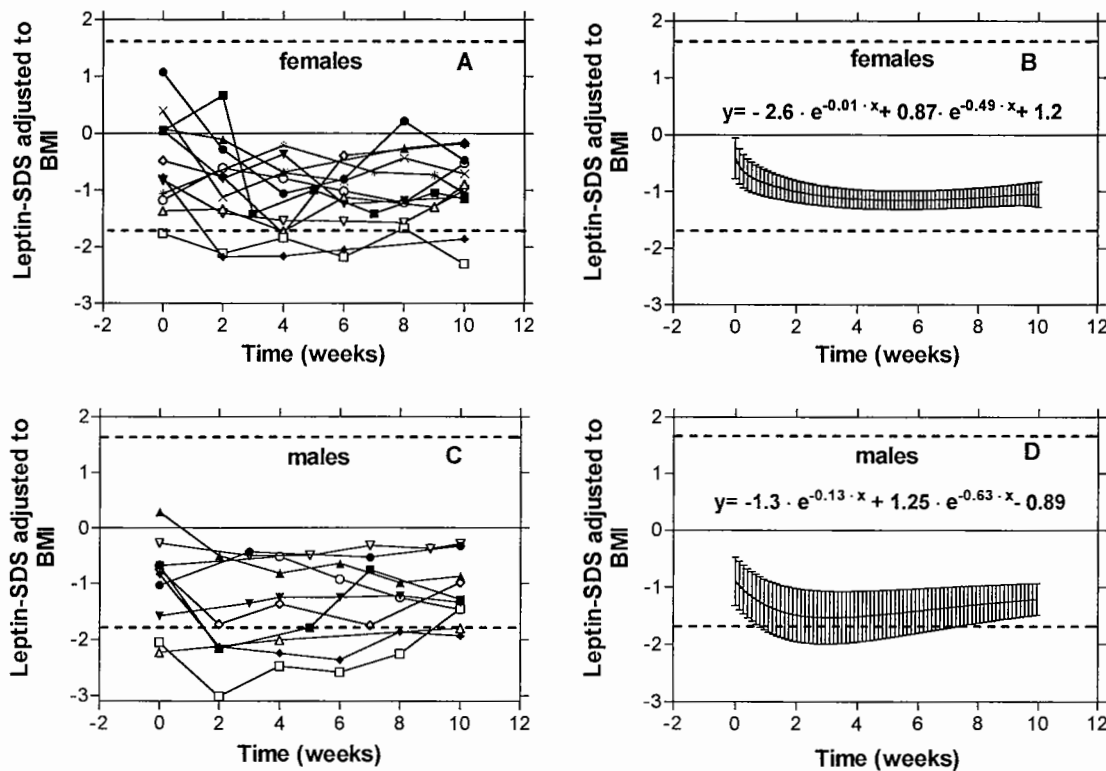 Leptin-SDS adjusted to
BMI
2
1
0
-1
-2
-3
females A
-2 0 2 4 6 8 10 12
Time (weeks)
Leptin-SDS adjusted to
BMI
2
1
0
-1
-2
-3
females B
y= - 2.6 · e^-0.01 · x + 0.87· e^-0.49 · x + 1.2
-2 0 2 4 6 8 10 12
Time (weeks)
Leptin-SDS adjusted to
BMI
2
1
0
-1
-2
-3
males C
-2 0 2 4 6 8 10 12
Time (weeks)
Leptin-SDS adjusted to
BMI
2
1
0
-1
-2
-3
males D
y= -1.3 · e^-0.13 · x + 1.25 · e^-0.63 · x - 0.89
-2 0 2 4 6 8 10 12
Time (weeks)